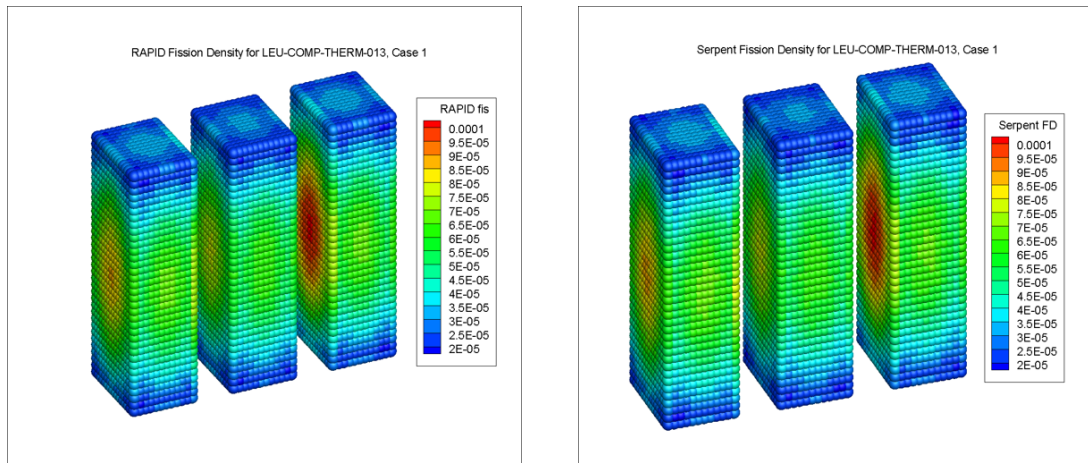 RAPID Fission Density for LEU-COMP-THERM-013, Case 1
RAPID fis
0.0001
9.5E-05
9E-05
8.5E-05
8E-05
7.5E-05
7E-05
6.5E-05
6E-05
5.5E-05
5E-05
4.5E-05
4E-05
3.5E-05
3E-05
2.5E-05
2E-05
Serpent Fission Density for LEU-COMP-THERM-013, Case 1
Serpent FD
0.0001
9.5E-05
9E-05
8.5E-05
8E-05
7.5E-05
7E-05
6.5E-05
6E-05
5.5E-05
5E-05
4.5E-05
4E-05
3.5E-05
3E-05
2.5E-05
2E-05